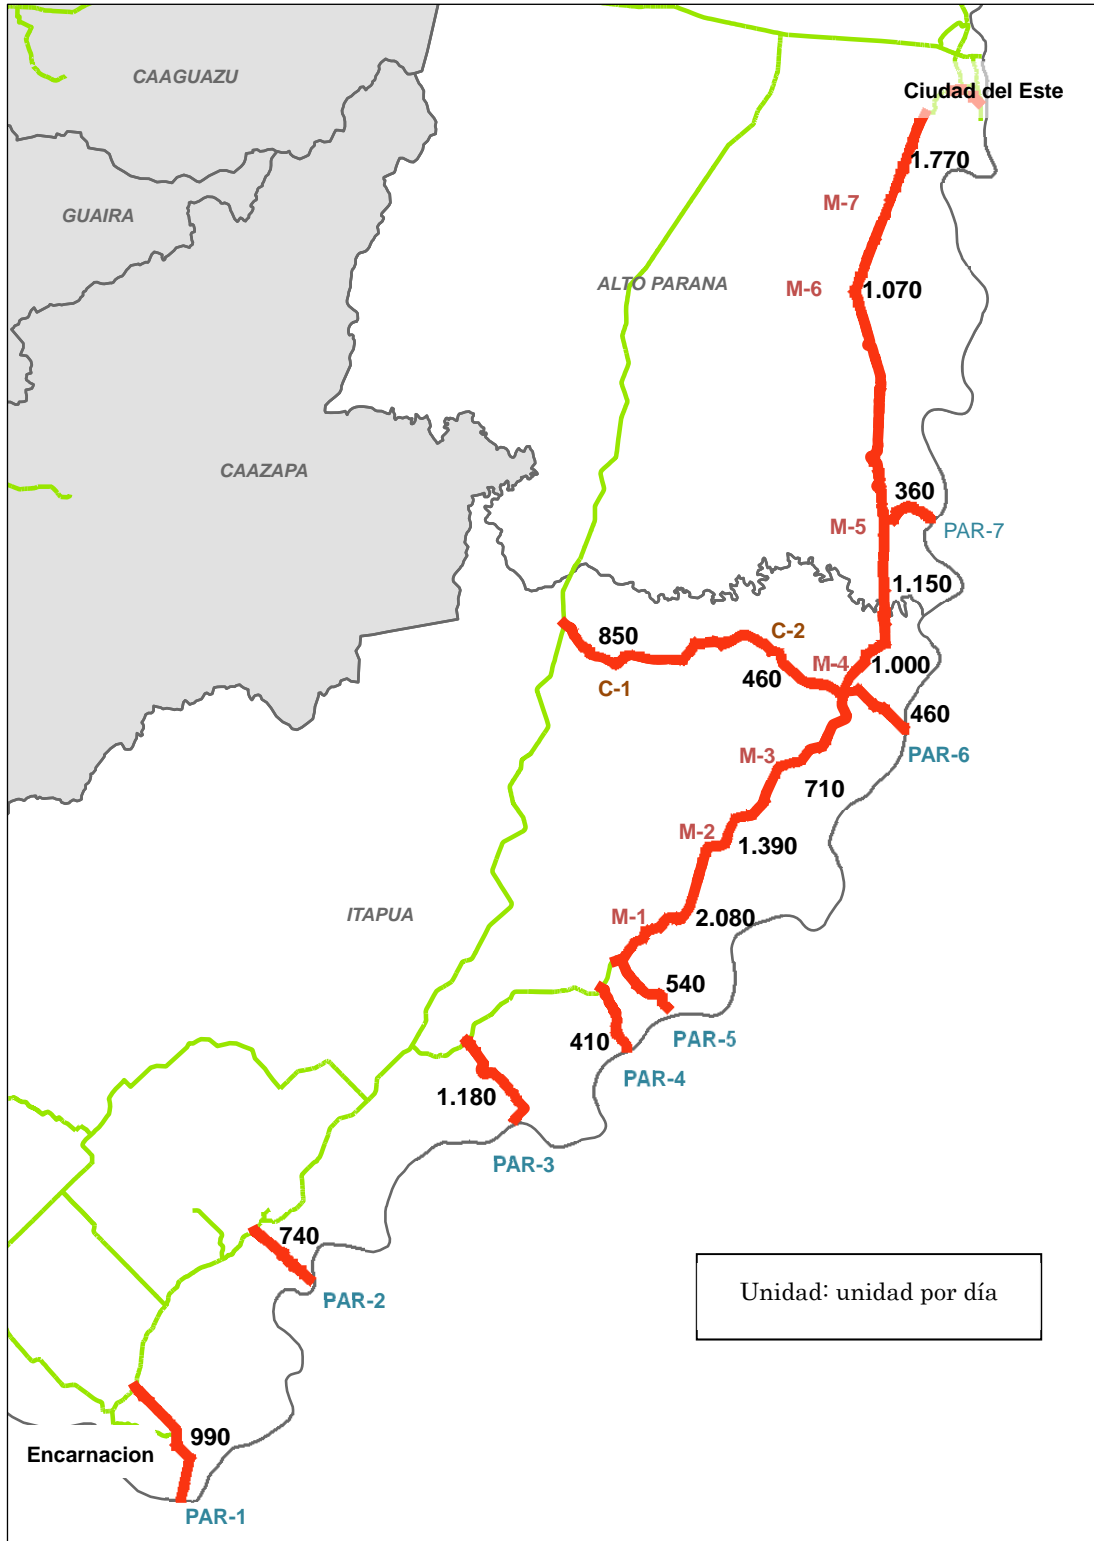 CAAGUAZU
Ciudad del Este
1.770
GUAIRA
M-7
ALTO PARANA
M-6
1.070
CAAZAPA
360
M-5
PAR-7
1.150
C-2
850
M-4
1.000
C-1
460
460
PAR-6
M-3
710
M-2
1.390
ITAPUA
M-1
2.080
540
PAR-5
410
PAR-4
1.180
PAR-3
740
Unidad: unidad por día
PAR-2
990
Encarnacion
PAR-1